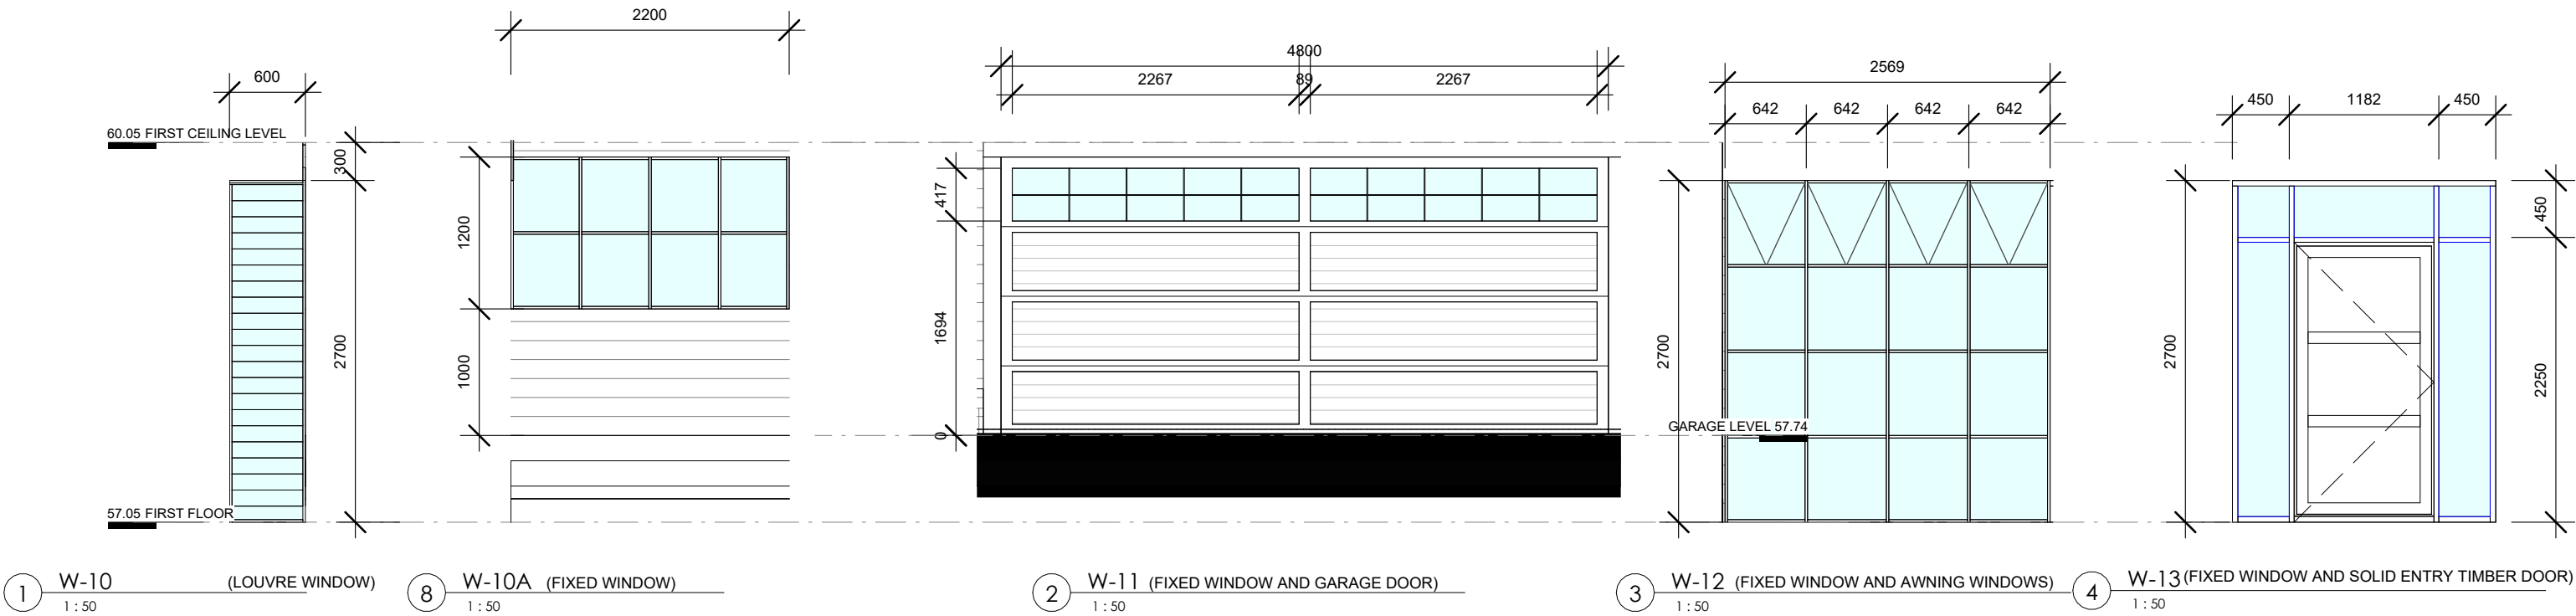 2200
4800
600
2267
89
2267
2569
642
642
642
642
450
1182
450
60.05 FIRST CEILING LEVEL
300
417
450
1200
2700
1694
1000
2700
2700
2250
GARAGE LEVEL 57.74
0
57.05 FIRST FLOOR
1 W-10 (LOUVRE WINDOW)
1 : 50
8 W-10A (FIXED WINDOW)
1 : 50
2 W-11 (FIXED WINDOW AND GARAGE DOOR)
1 : 50
3 W-12 (FIXED WINDOW AND AWNING WINDOWS)
1 : 50
4 W-13 (FIXED WINDOW AND SOLID ENTRY TIMBER DOOR)
1 : 50